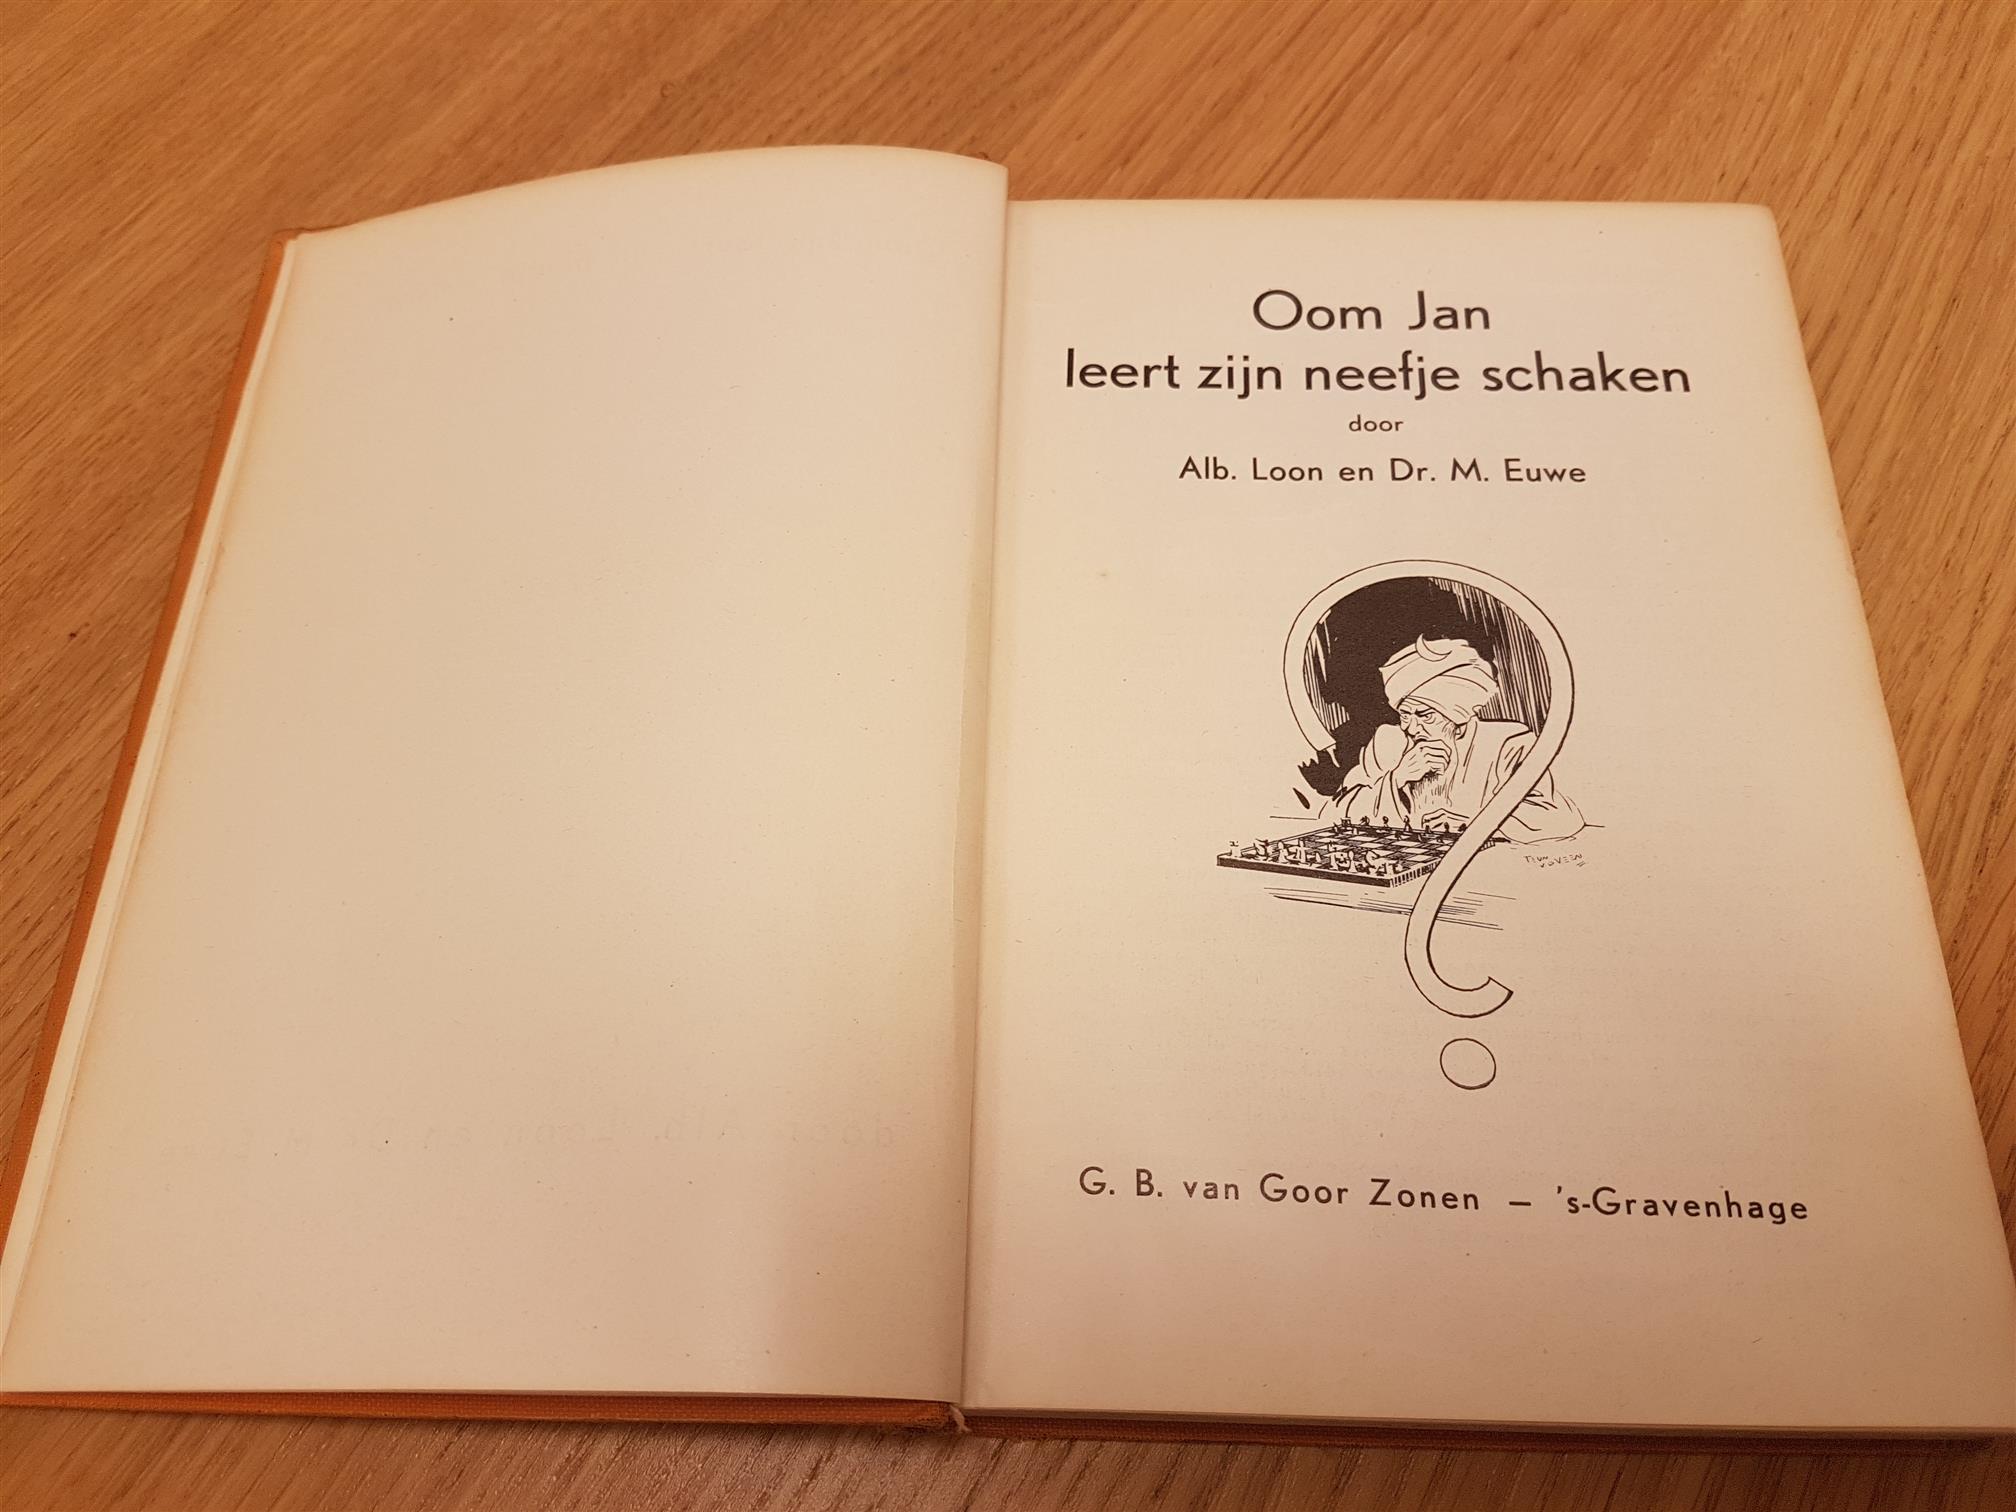 Oom Jan
leert zijn neefje schaken
door
Alb. Loon en Dr. M. Euwe
G. B. van Goor Zonen – 's-Gravenhage